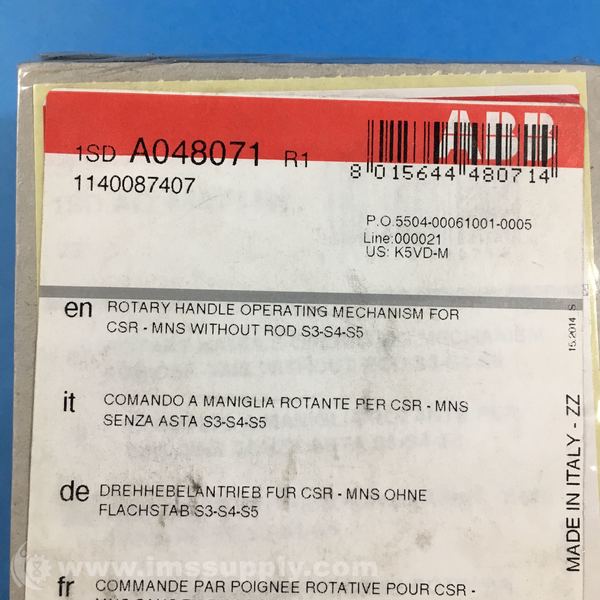 ABB
1SD A048071 R1
8 015644 480714
1140087407
P.O.5504-00061001-0005
Line:000021
US: K5VD-M
en ROTARY HANDLE OPERATING MECHANISM FOR
CSR - MNS WITHOUT ROD S3-S4-S5
15.2014 S
it COMANDO A MANIGLIA ROTANTE PER CSR - MNS
SENZA ASTA S3-S4-S5
MADE IN ITALY - ZZ
de DREHHEBELANTRIEB FUR CSR - MNS OHNE
FLACHSTAB S3-S4-S5
www.imssupply.com
fr COMMANDE PAR POIGNEE ROTATIVE POUR CSR -